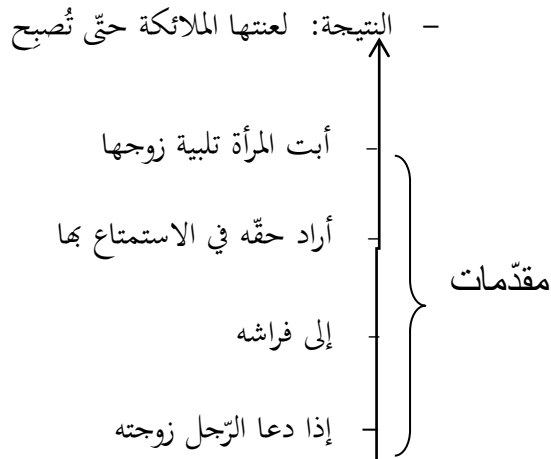 – النتيجة: لعنتها الملائكة حتّى تُصبِح
– أبت المرأة تلبية زوجها
– أراد حقّه في الاستمتاع بها
مقدّمات
– إلى فراشه
– إذا دعا الرّجل زوجته